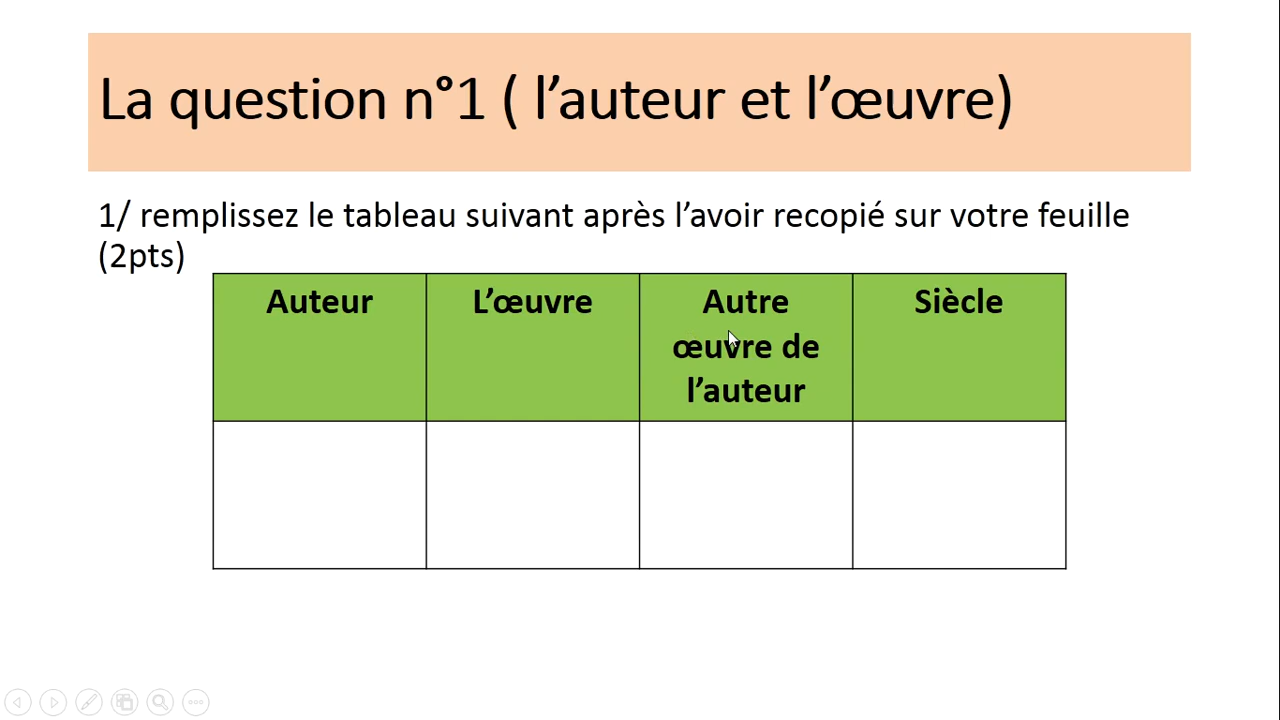 La question n°1 ( l’auteur et l’œuvre)
1/ remplissez le tableau suivant après l’avoir recopié sur votre feuille
(2pts)
Auteur
L’œuvre
Autre
œuvre de
l’auteur
Siècle